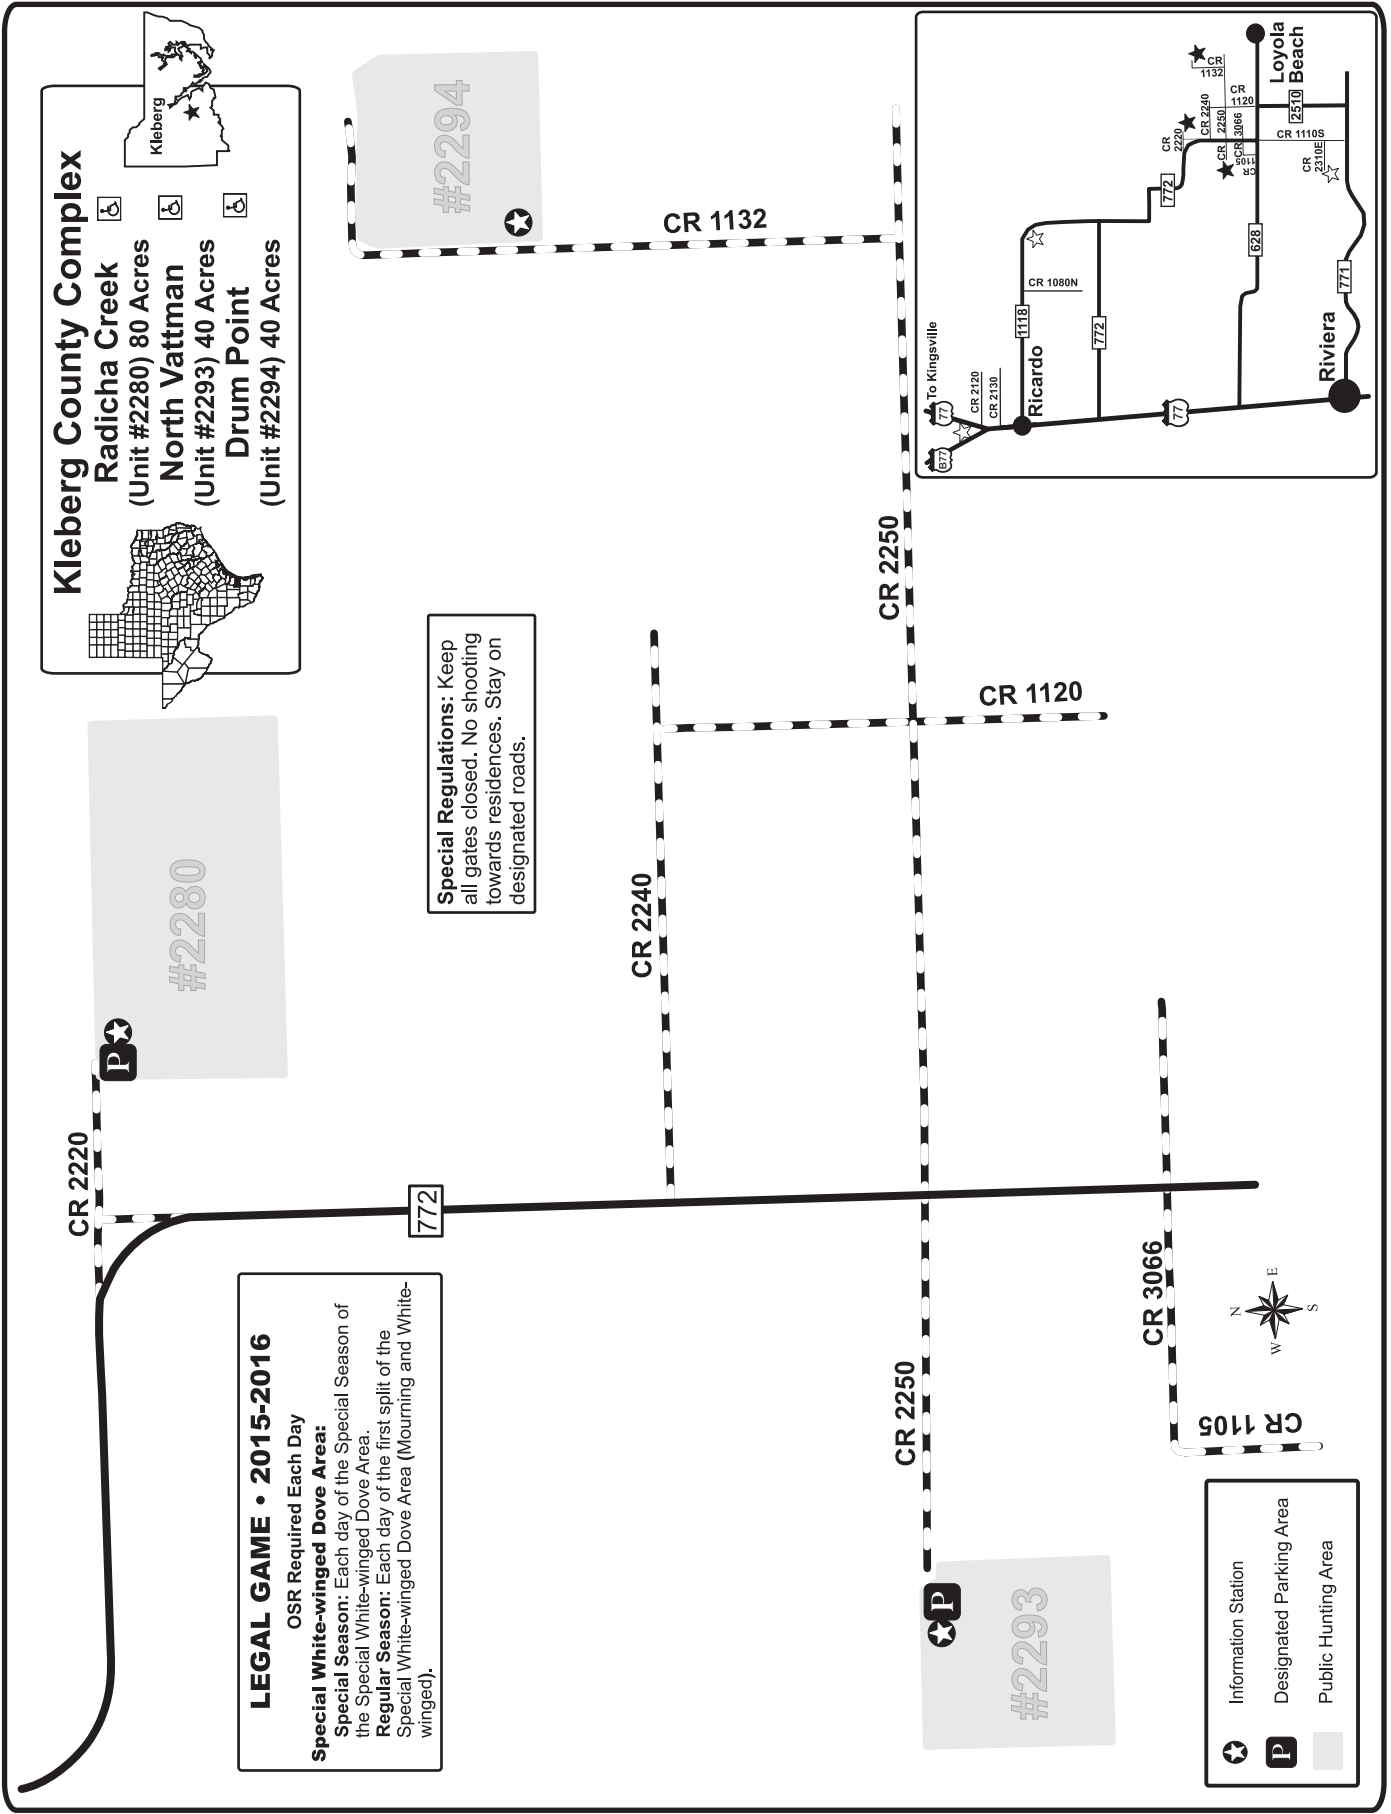 Kleberg County Complex
Radicha Creek
(Unit #2280) 80 Acres
North Vattman
(Unit #2293) 40 Acres
Drum Point
(Unit #2294) 40 Acres
Kleberg
LEGAL GAME • 2015-2016
OSR Required Each Day
Special White-winged Dove Area:
Special Season: Each day of the Special Season of
the Special White-winged Dove Area.
Regular Season: Each day of the first split of the
Special White-winged Dove Area (Mourning and White-
winged).
Special Regulations: Keep
all gates closed. No shooting
towards residences. Stay on
designated roads.
#2280
#2294
#2293
P
P
CR 2220
772
CR 2240
CR 1132
CR 2250
CR 2250
CR 1120
CR 3066
CR 1105
N
E
S
W
Information Station
P
Designated Parking Area
Public Hunting Area
To Kingsville
B77
77
CR 2120
CR 2130
Ricardo
1118
CR 1080N
772
772
77
628
Riviera
771
CR
2220
CR 2240
CR
2250
CR
3066
CR
1105
CR
1132
CR
1120
CR 1110S
CR
2310E
2510
Loyola
Beach